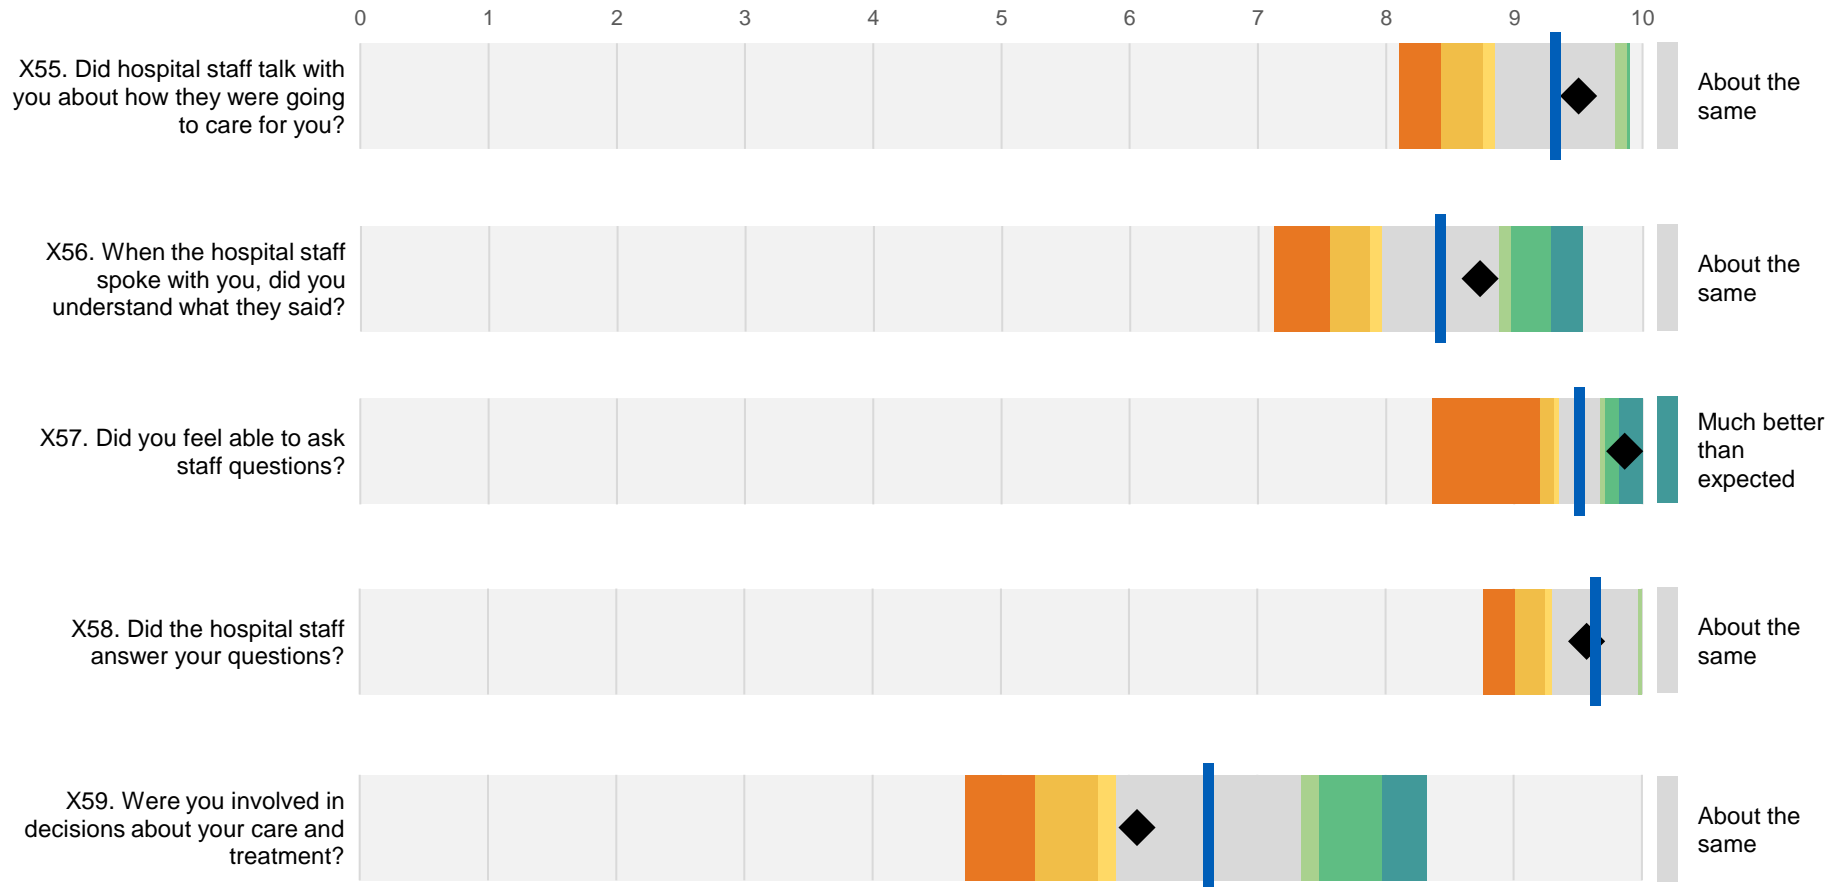 0 1 2 3 4 5 6 7 8 9 10
X55. Did hospital staff talk with
you about how they were going
to care for you?
About the
same
X56. When the hospital staff
spoke with you, did you
understand what they said?
About the
same
X57. Did you feel able to ask
staff questions?
Much better
than
expected
X58. Did the hospital staff
answer your questions?
About the
same
X59. Were you involved in
decisions about your care and
treatment?
About the
same